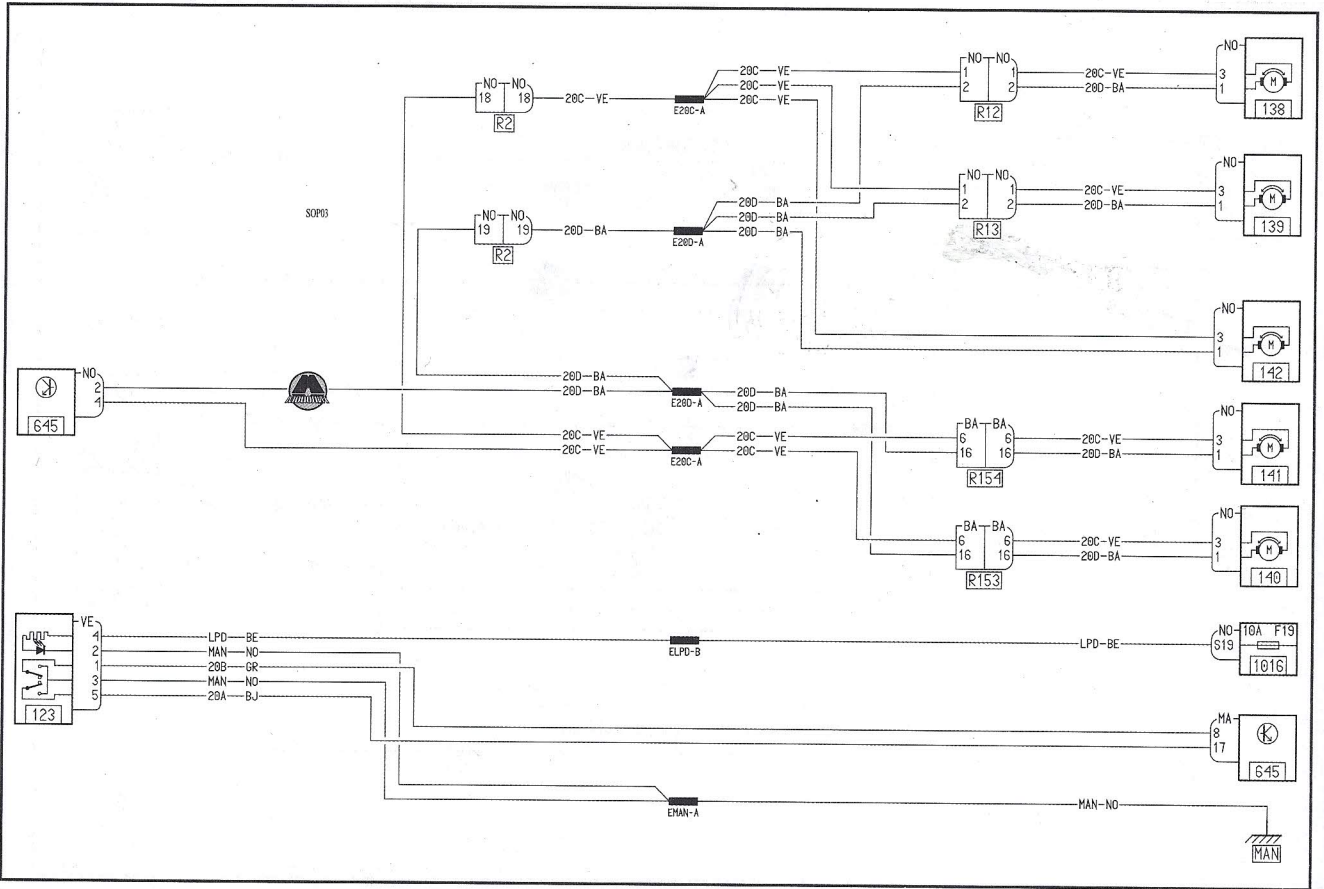 NO NO
18 18
20C—VE
R2
E20C-A
20C—VE
20C—VE
20C—VE
NO NO
1 1
2 2
R12
20C-VE
20D-BA
NO
3
1
M
138
SOP03
NO NO
19 19
20D—BA
R2
E20D-A
20D—BA
20D—BA
20D—BA
NO NO
1 1
2 2
R13
20C-VE
20D-BA
NO
3
1
M
139
NO
3
1
M
142
645
NO
2
4
20D—BA
20D—BA
E20D-A
20D—BA
20D—BA
20C—VE
20C—VE
E20C-A
20C—VE
20C—VE
BA BA
6 6
16 16
R154
20C-VE
20D-BA
NO
3
1
M
141
BA BA
6 6
16 16
R153
20C-VE
20D-BA
NO
3
1
M
140
123
VE
4
2
1
3
5
LPD—BE
MAN—NO
20B—GR
MAN—NO
20A—BJ
ELPD-B
LPD-BE
NO
S19
10A F19
1016
MA
8
17
645
EMAN-A
MAN-NO
MAN